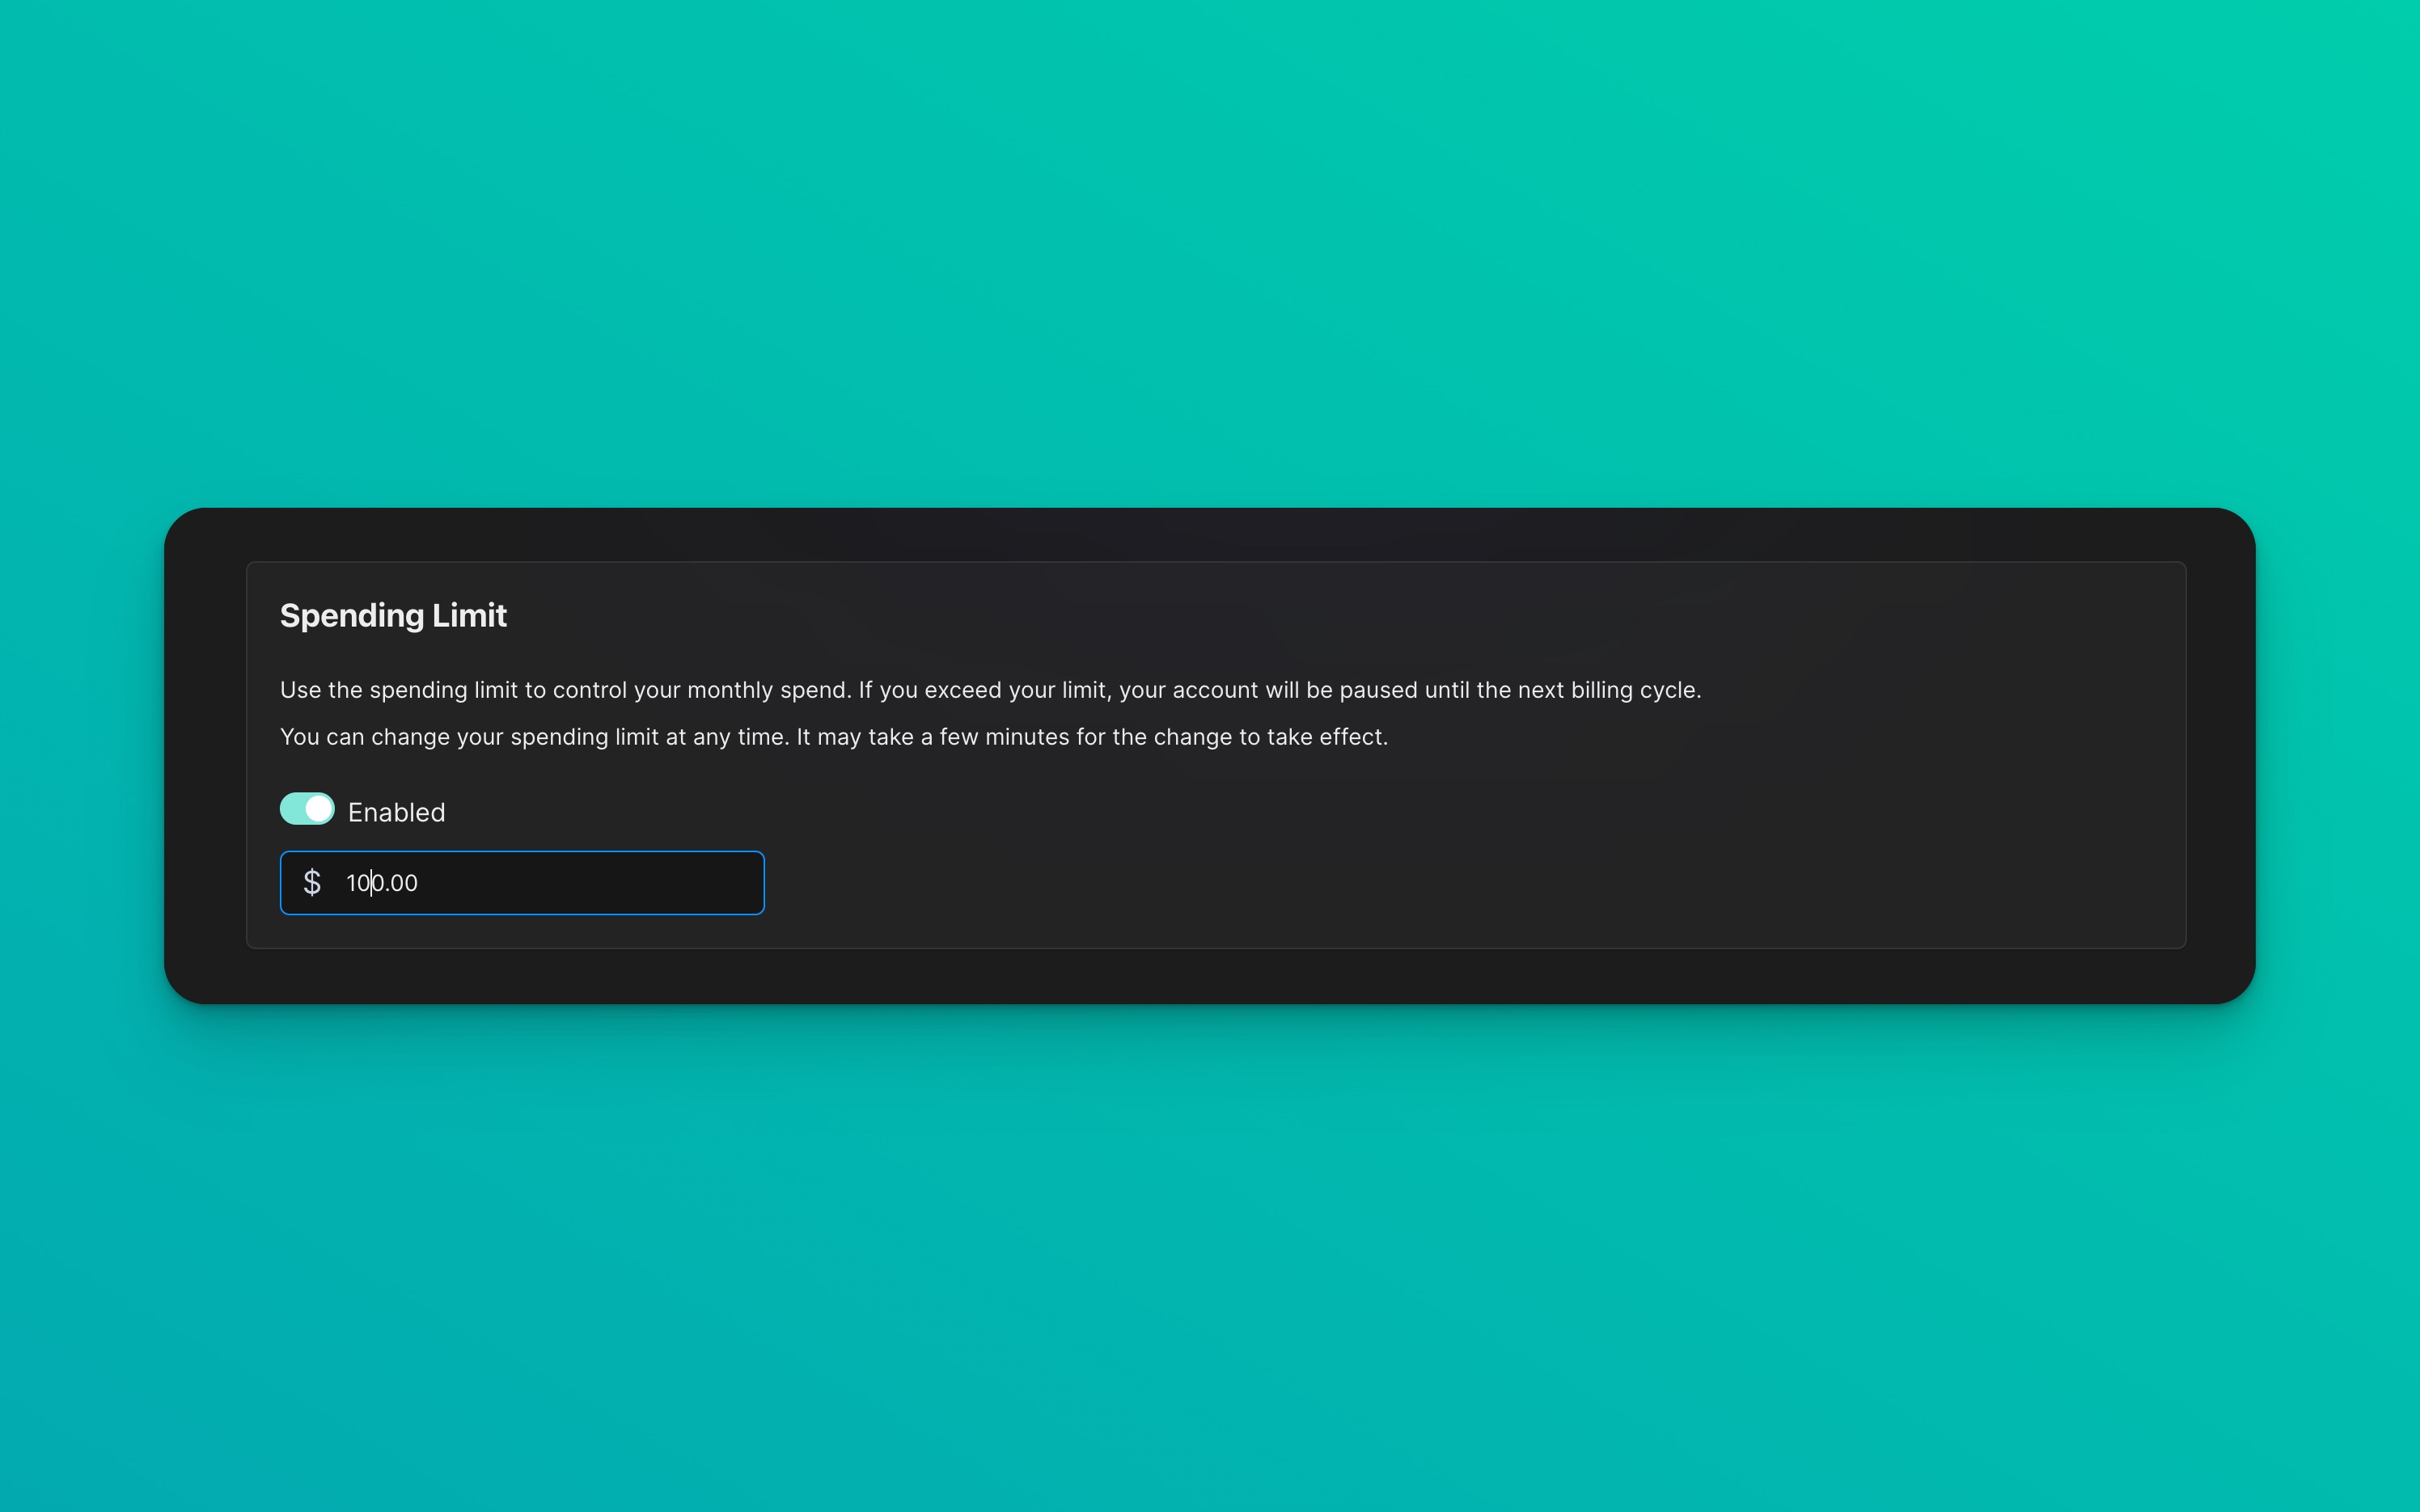 Spending Limit
Use the spending limit to control your monthly spend. If you exceed your limit, your account will be paused until the next billing cycle.
You can change your spending limit at any time. It may take a few minutes for the change to take effect.
Enabled
$ 100.00